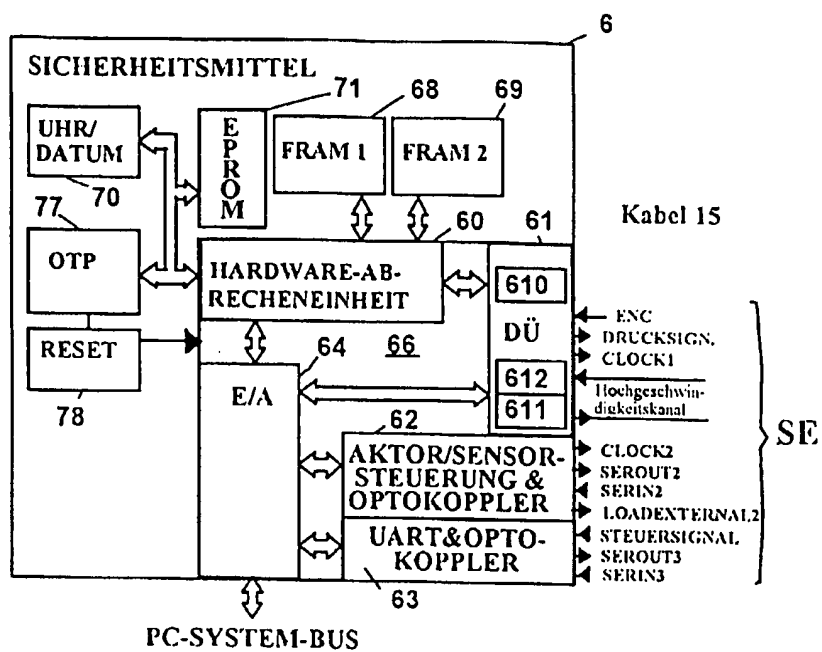 6
SICHERHEITSMITTEL
71
68
69
UHR/
DATUM
EPROM
FRAM 1
FRAM 2
70
77
60
61
Kabel 15
OTP
HARDWARE-AB-
RECHENEINHEIT
610
ENC
DÜ
DRUCKSIGN.
CLOCK1
RESET
64
66
612
Hochgeschwin-
digkeitskanal
78
E/A
611
SE
62
AKTOR/SENSOR-
STEUERUNG &
OPTOKOPPLER
CLOCK2
SEROUT2
SERIN2
LOADEXTERNAL2
UART&OPTO-
KOPPLER
STEUERSIGNAL
SEROUT3
SERIN3
63
PC-SYSTEM-BUS